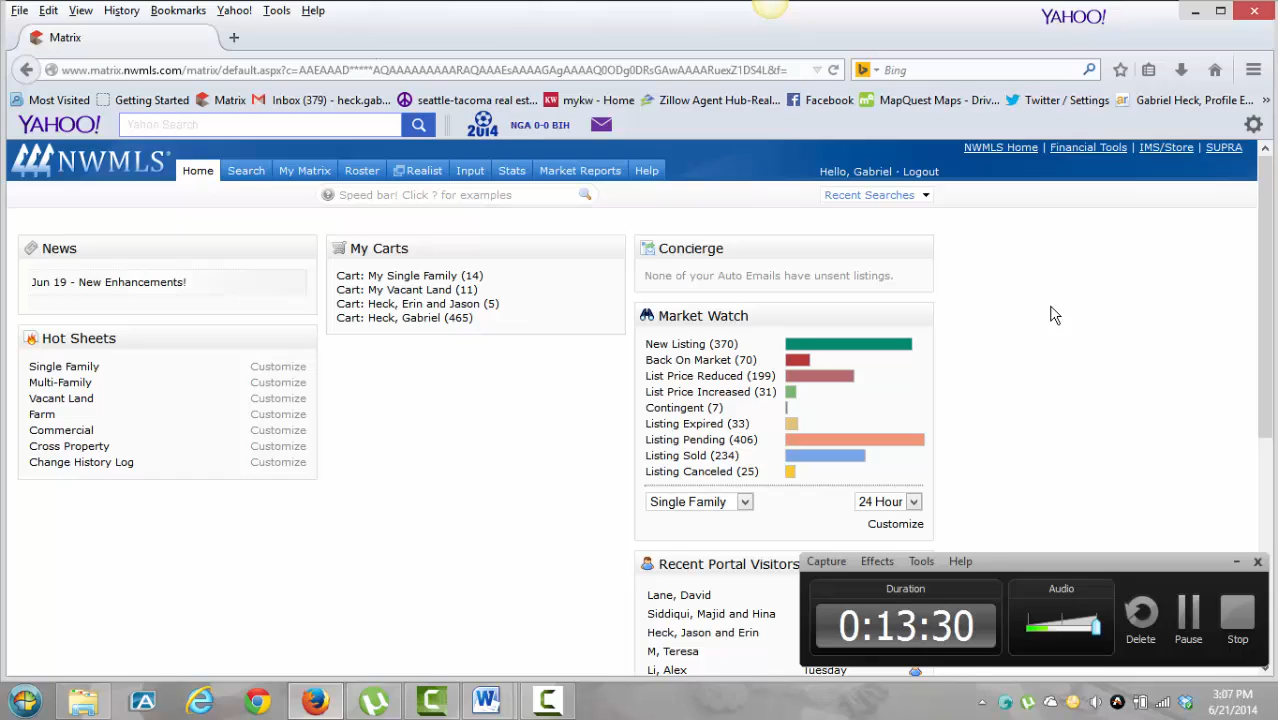 File Edit View History Bookmarks Yahoo! Tools Help
YAHOO!
Matrix
www.matrix.nwmls.com/matrix/default.aspx?c=AAEAAAD*****AQAAAAAAAAARAQAAAEsAAAAGAgAAAAQ0ODg0DRsGAwAAAARuexZ1DS4L&f=
Bing
Most Visited Getting Started Matrix Inbox (379) - heck.gab... seattle-tacoma real est... mykw - Home Zillow Agent Hub-Real... Facebook MapQuest Maps - Driv... Twitter / Settings Gabriel Heck, Profile E... »
YAHOO! Yahoo Search 2014 NGA 0-0 BIH
NWMLS Home | Financial Tools | IMS/Store | SUPRA
NWMLS®
Home Search My Matrix Roster Realist Input Stats Market Reports Help
Hello, Gabriel · Logout
Speed bar! Click ? for examples
Recent Searches
News
Jun 19 - New Enhancements!
Hot Sheets
Single Family Customize
Multi-Family Customize
Vacant Land Customize
Farm Customize
Commercial Customize
Cross Property Customize
Change History Log Customize
My Carts
Cart: My Single Family (14)
Cart: My Vacant Land (11)
Cart: Heck, Erin and Jason (5)
Cart: Heck, Gabriel (465)
Concierge
None of your Auto Emails have unsent listings.
Market Watch
New Listing (370)
Back On Market (70)
List Price Reduced (199)
List Price Increased (31)
Contingent (7)
Listing Expired (33)
Listing Pending (406)
Listing Sold (234)
Listing Canceled (25)
Single Family 24 Hour
Customize
Recent Portal Visitors
Lane, David
Siddiqui, Majid and Hina
Heck, Jason and Erin
M, Teresa
Li, Alex Tuesday
Capture Effects Tools Help
Duration
0:13:30
Audio
Delete Pause Stop
3:07 PM
6/21/2014